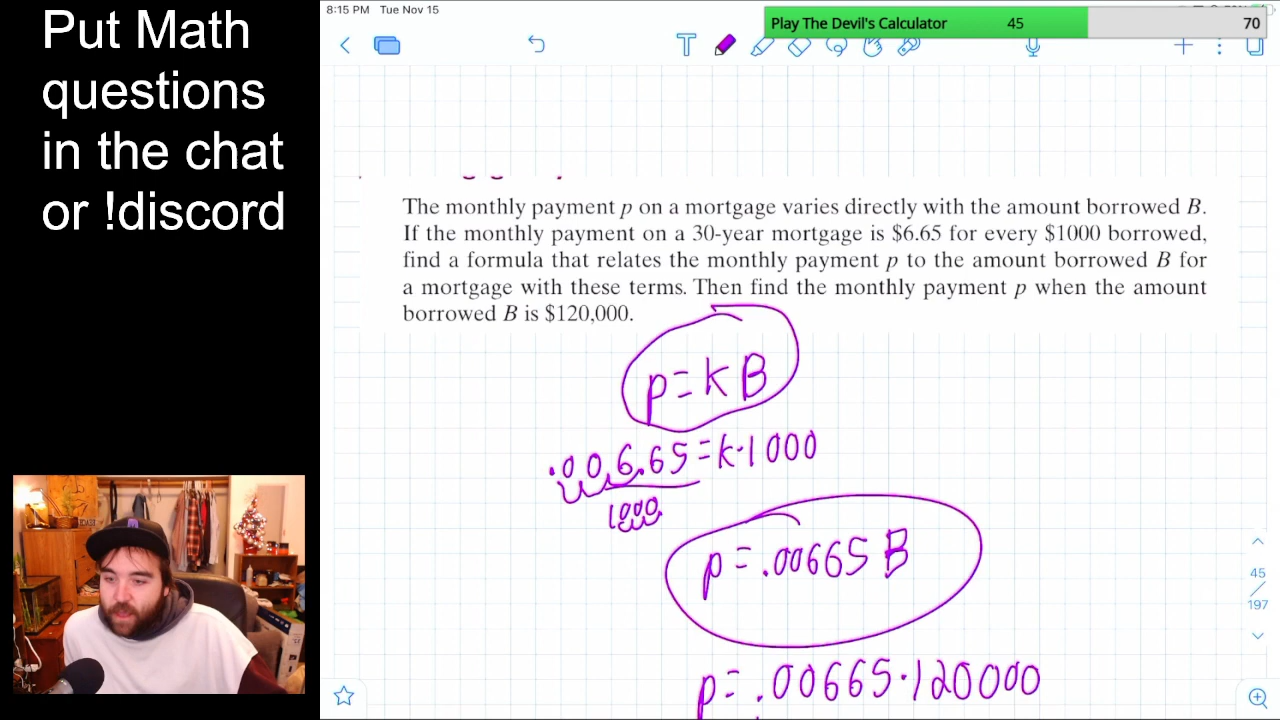 Put Math
questions
in the chat
or !discord
8:15 PM Tue Nov 15
Play The Devil's Calculator 45 70
T
The monthly payment p on a mortgage varies directly with the amount borrowed B.
If the monthly payment on a 30-year mortgage is $6.65 for every $1000 borrowed,
find a formula that relates the monthly payment p to the amount borrowed B for
a mortgage with these terms. Then find the monthly payment p when the amount
borrowed B is $120,000.
p=kB
.006.65=k·1000
1000
p=.00665B
p=.00665·120000
45
/
197